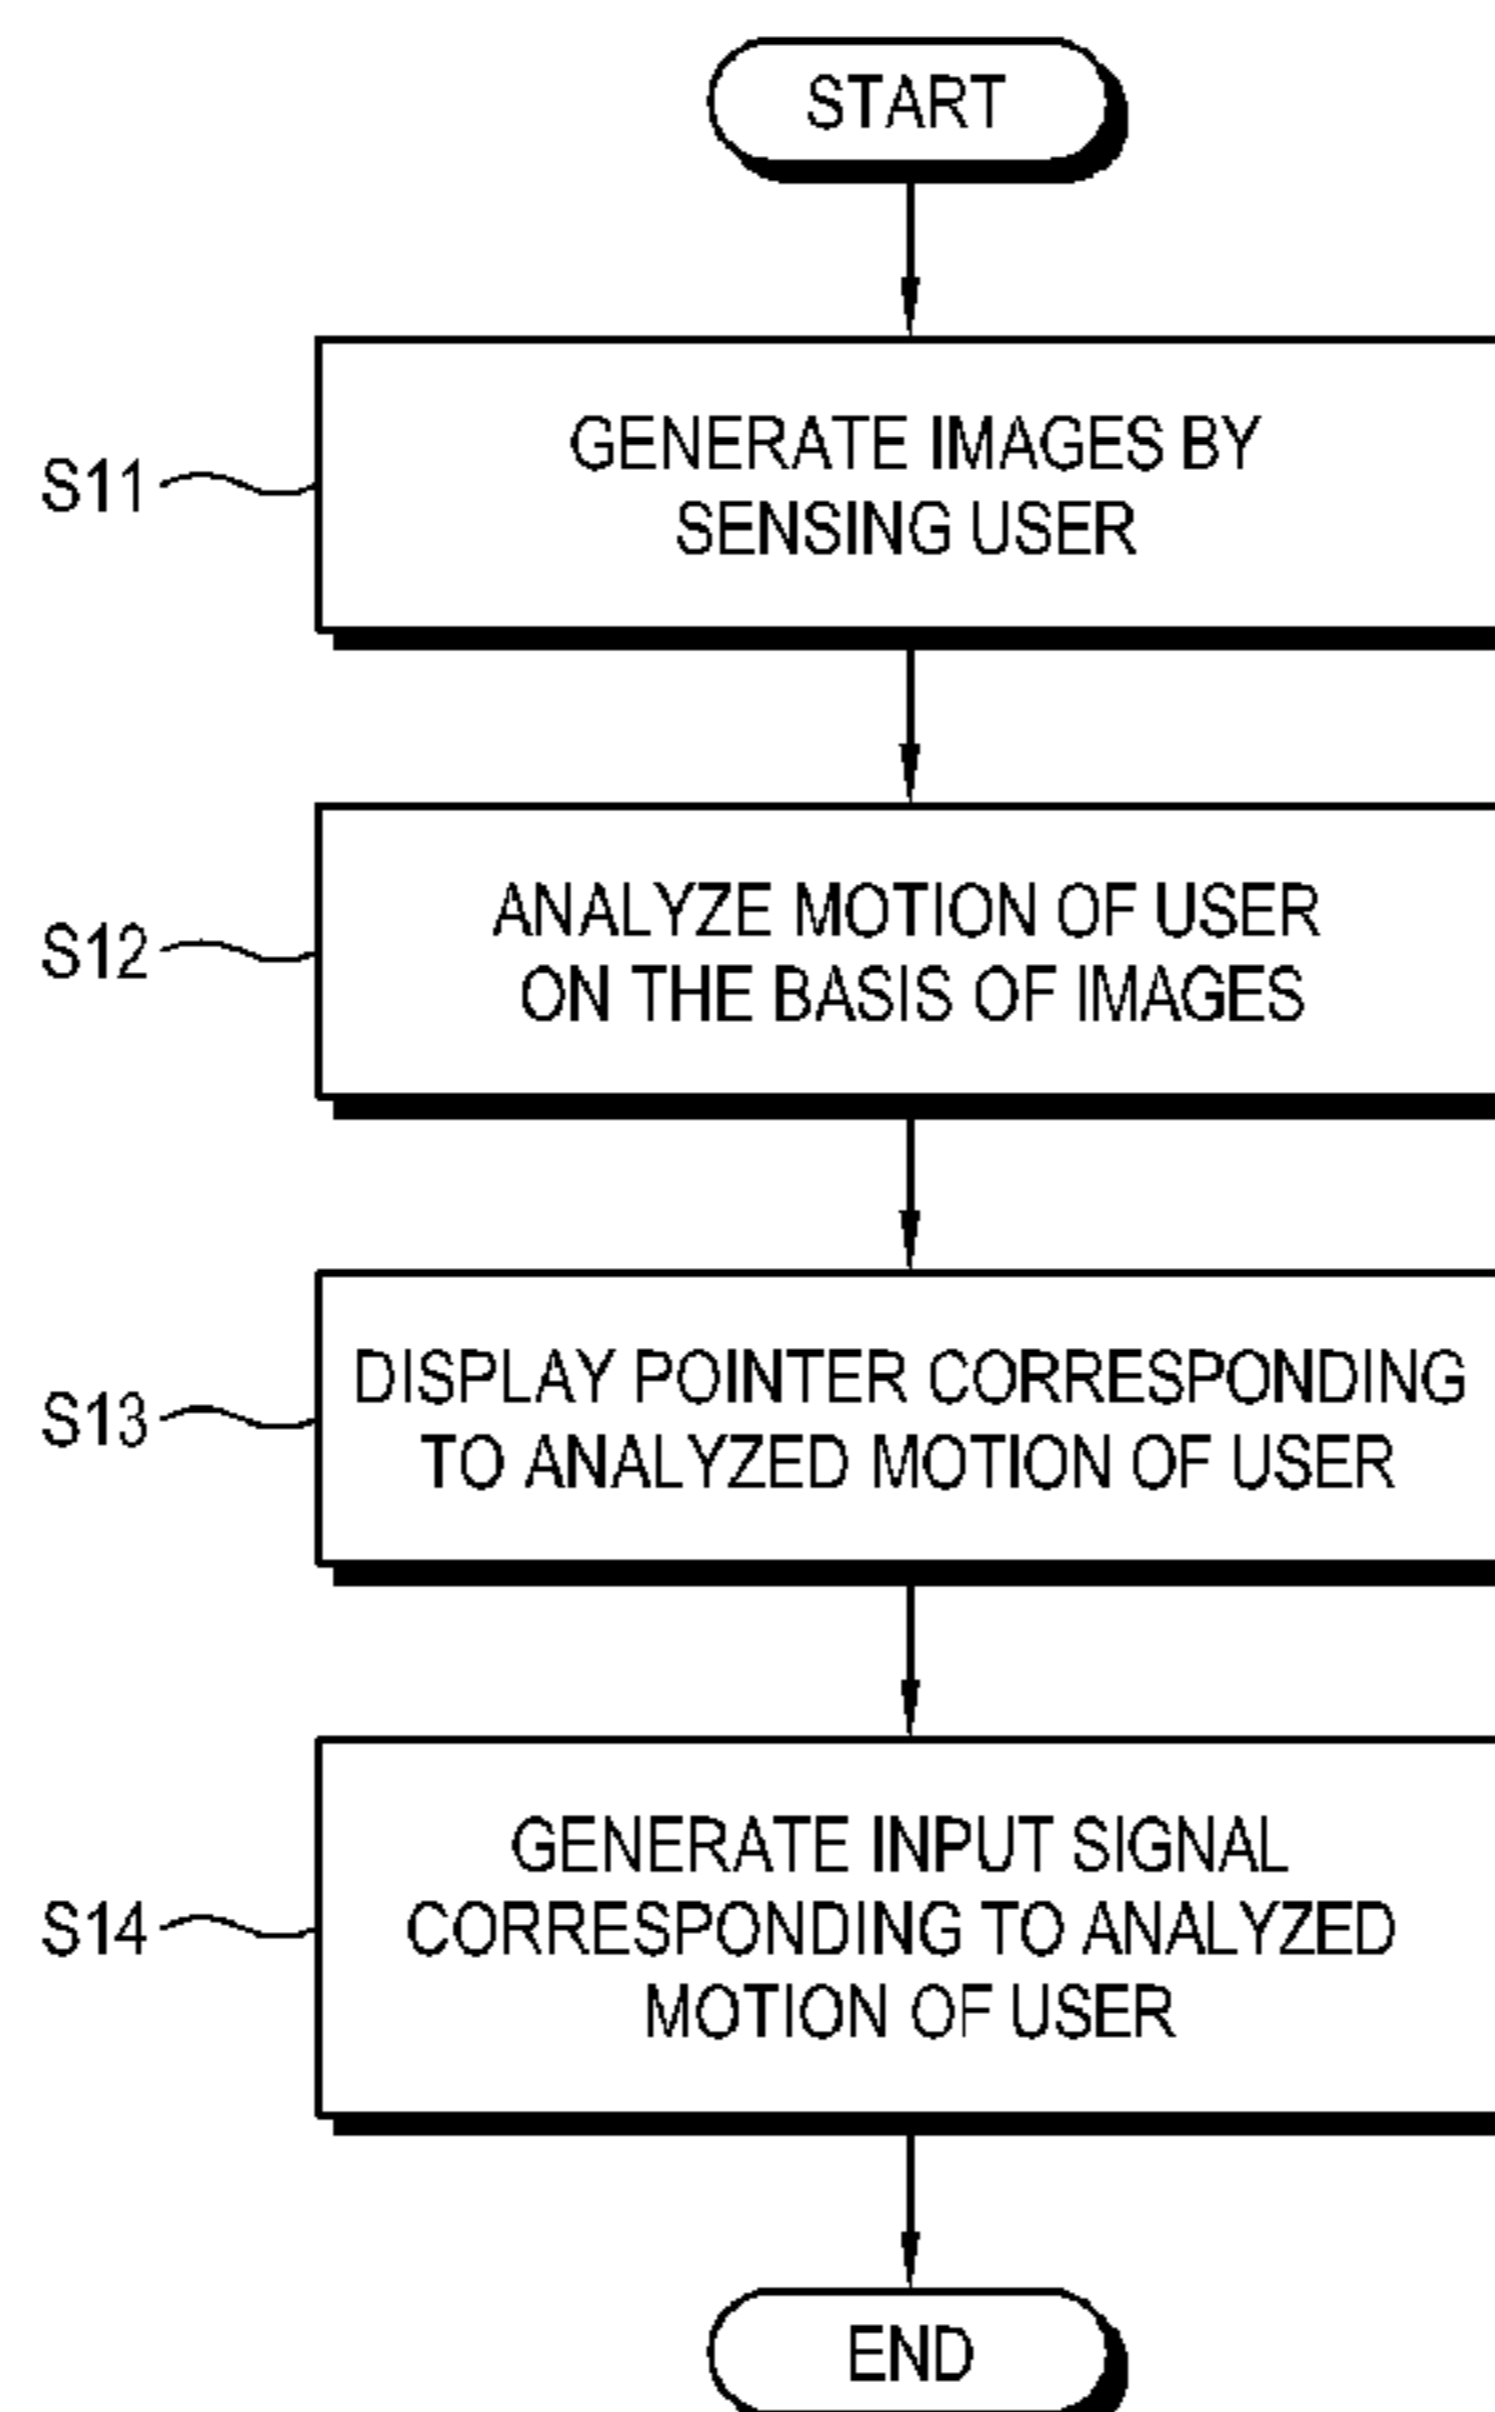 START
S11
GENERATE IMAGES BY
SENSING USER
S12
ANALYZE MOTION OF USER
ON THE BASIS OF IMAGES
S13
DISPLAY POINTER CORRESPONDING
TO ANALYZED MOTION OF USER
S14
GENERATE INPUT SIGNAL
CORRESPONDING TO ANALYZED
MOTION OF USER
END